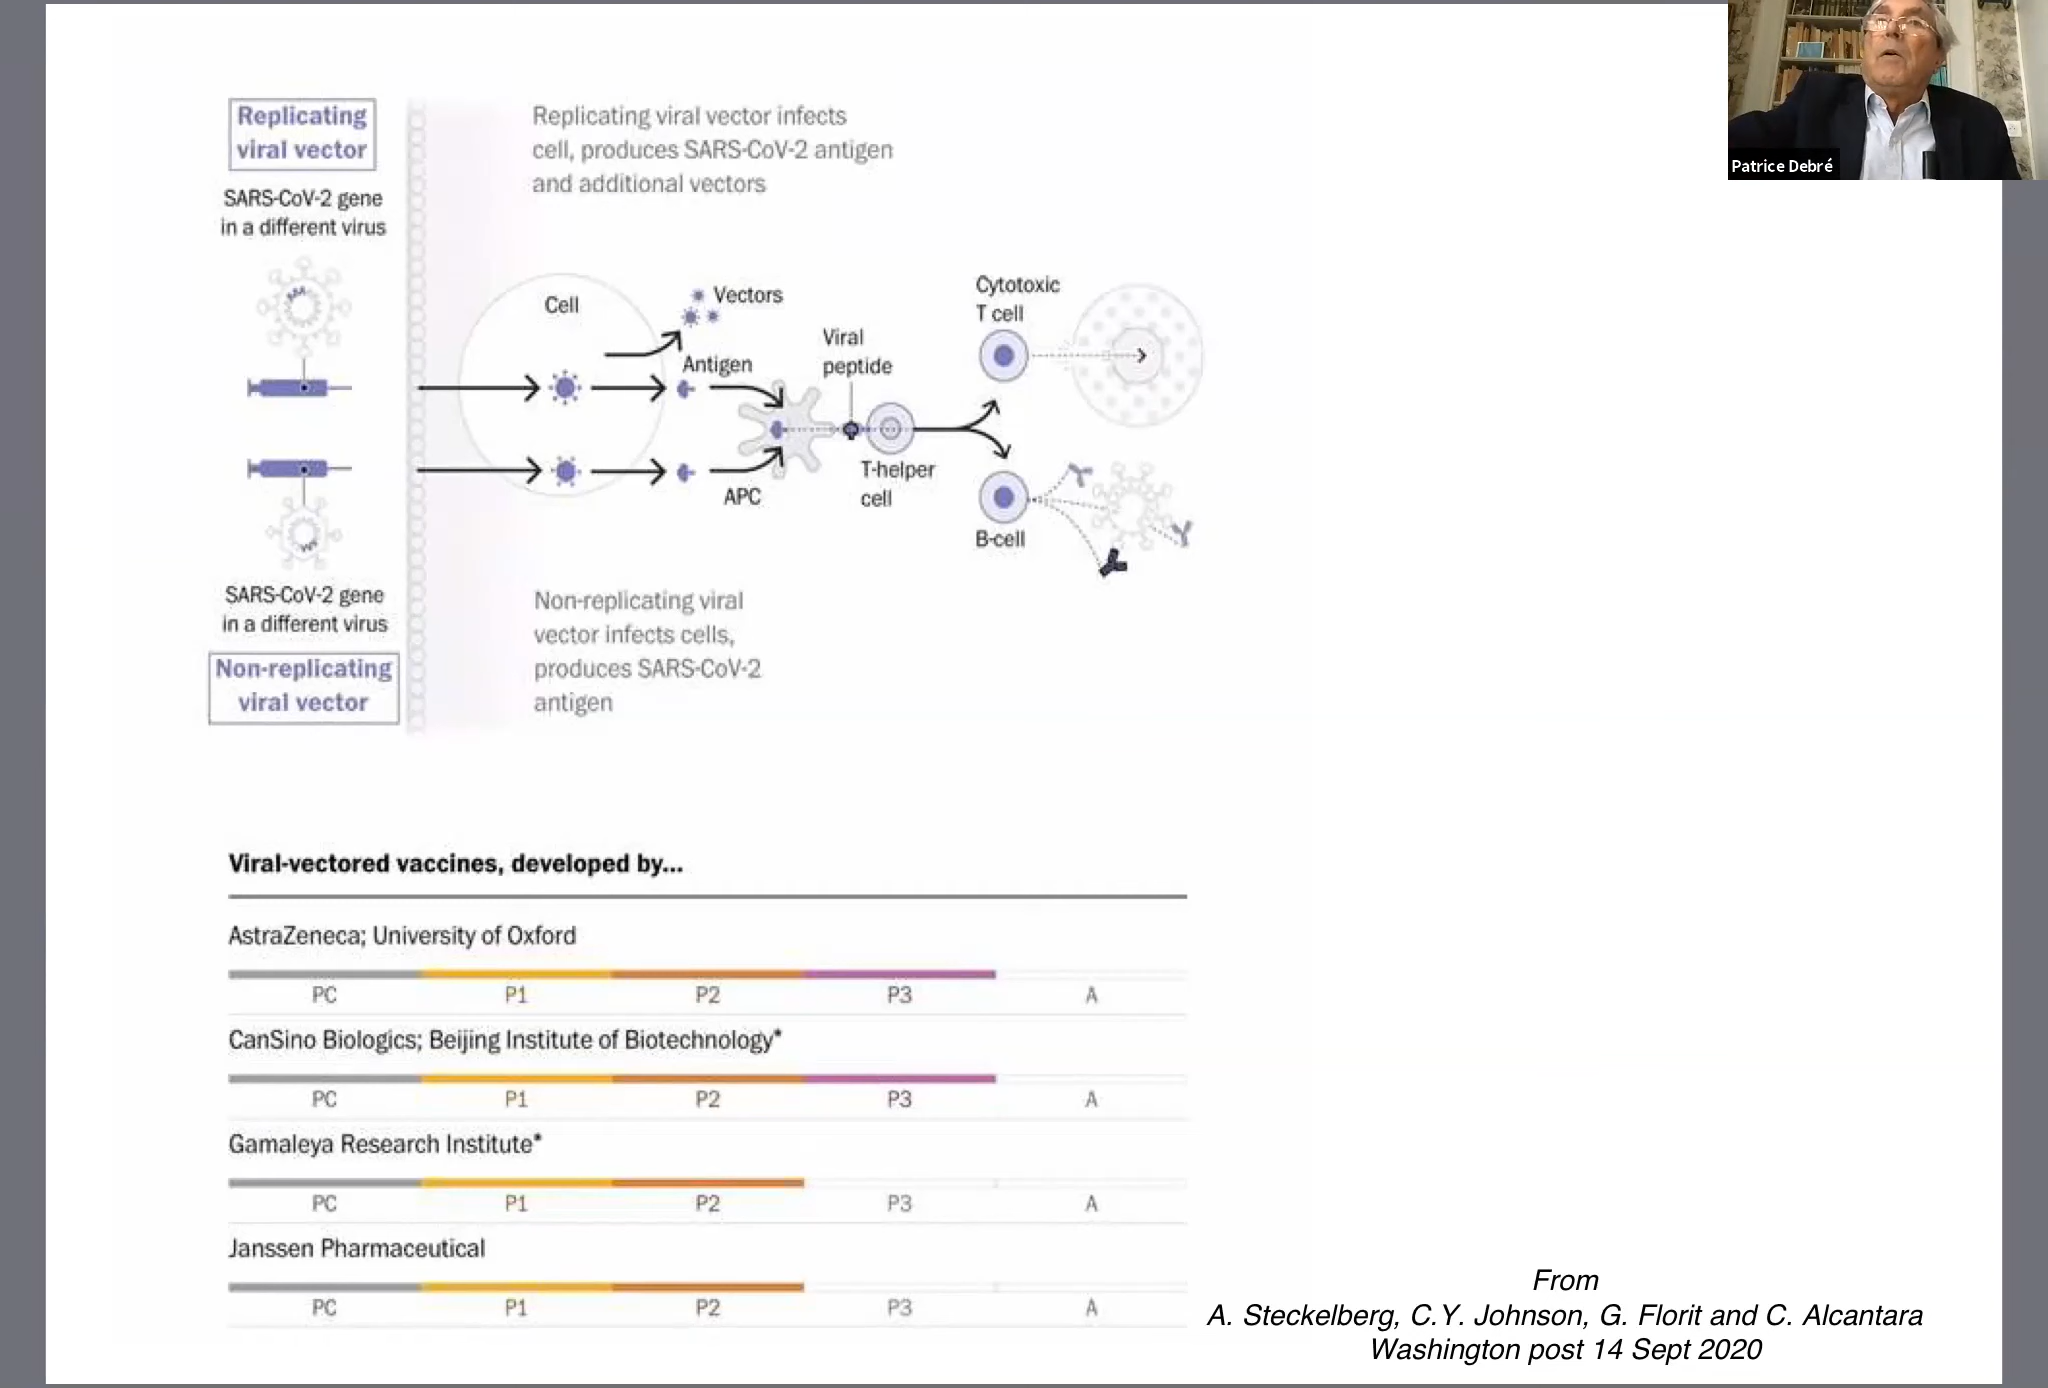 Patrice Debré
Replicating
viral vector
SARS-CoV-2 gene
in a different virus
Replicating viral vector infects
cell, produces SARS-CoV-2 antigen
and additional vectors
Cell
Vectors
Antigen
Viral
peptide
Cytotoxic
T cell
APC
T-helper
cell
B-cell
SARS-CoV-2 gene
in a different virus
Non-replicating
viral vector
Non-replicating viral
vector infects cells,
produces SARS-CoV-2
antigen
Viral-vectored vaccines, developed by...
AstraZeneca; University of Oxford
PC P1 P2 P3 A
CanSino Biologics; Beijing Institute of Biotechnology*
PC P1 P2 P3 A
Gamaleya Research Institute*
PC P1 P2 P3 A
Janssen Pharmaceutical
PC P1 P2 P3 A
From
A. Steckelberg, C.Y. Johnson, G. Florit and C. Alcantara
Washington post 14 Sept 2020